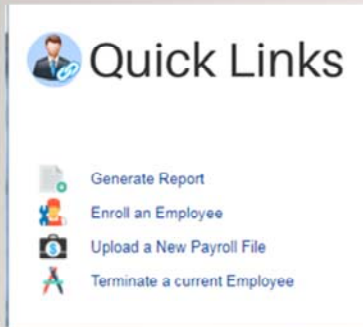 Quick Links
Generate Report
Enroll an Employee
Upload a New Payroll File
Terminate a current Employee